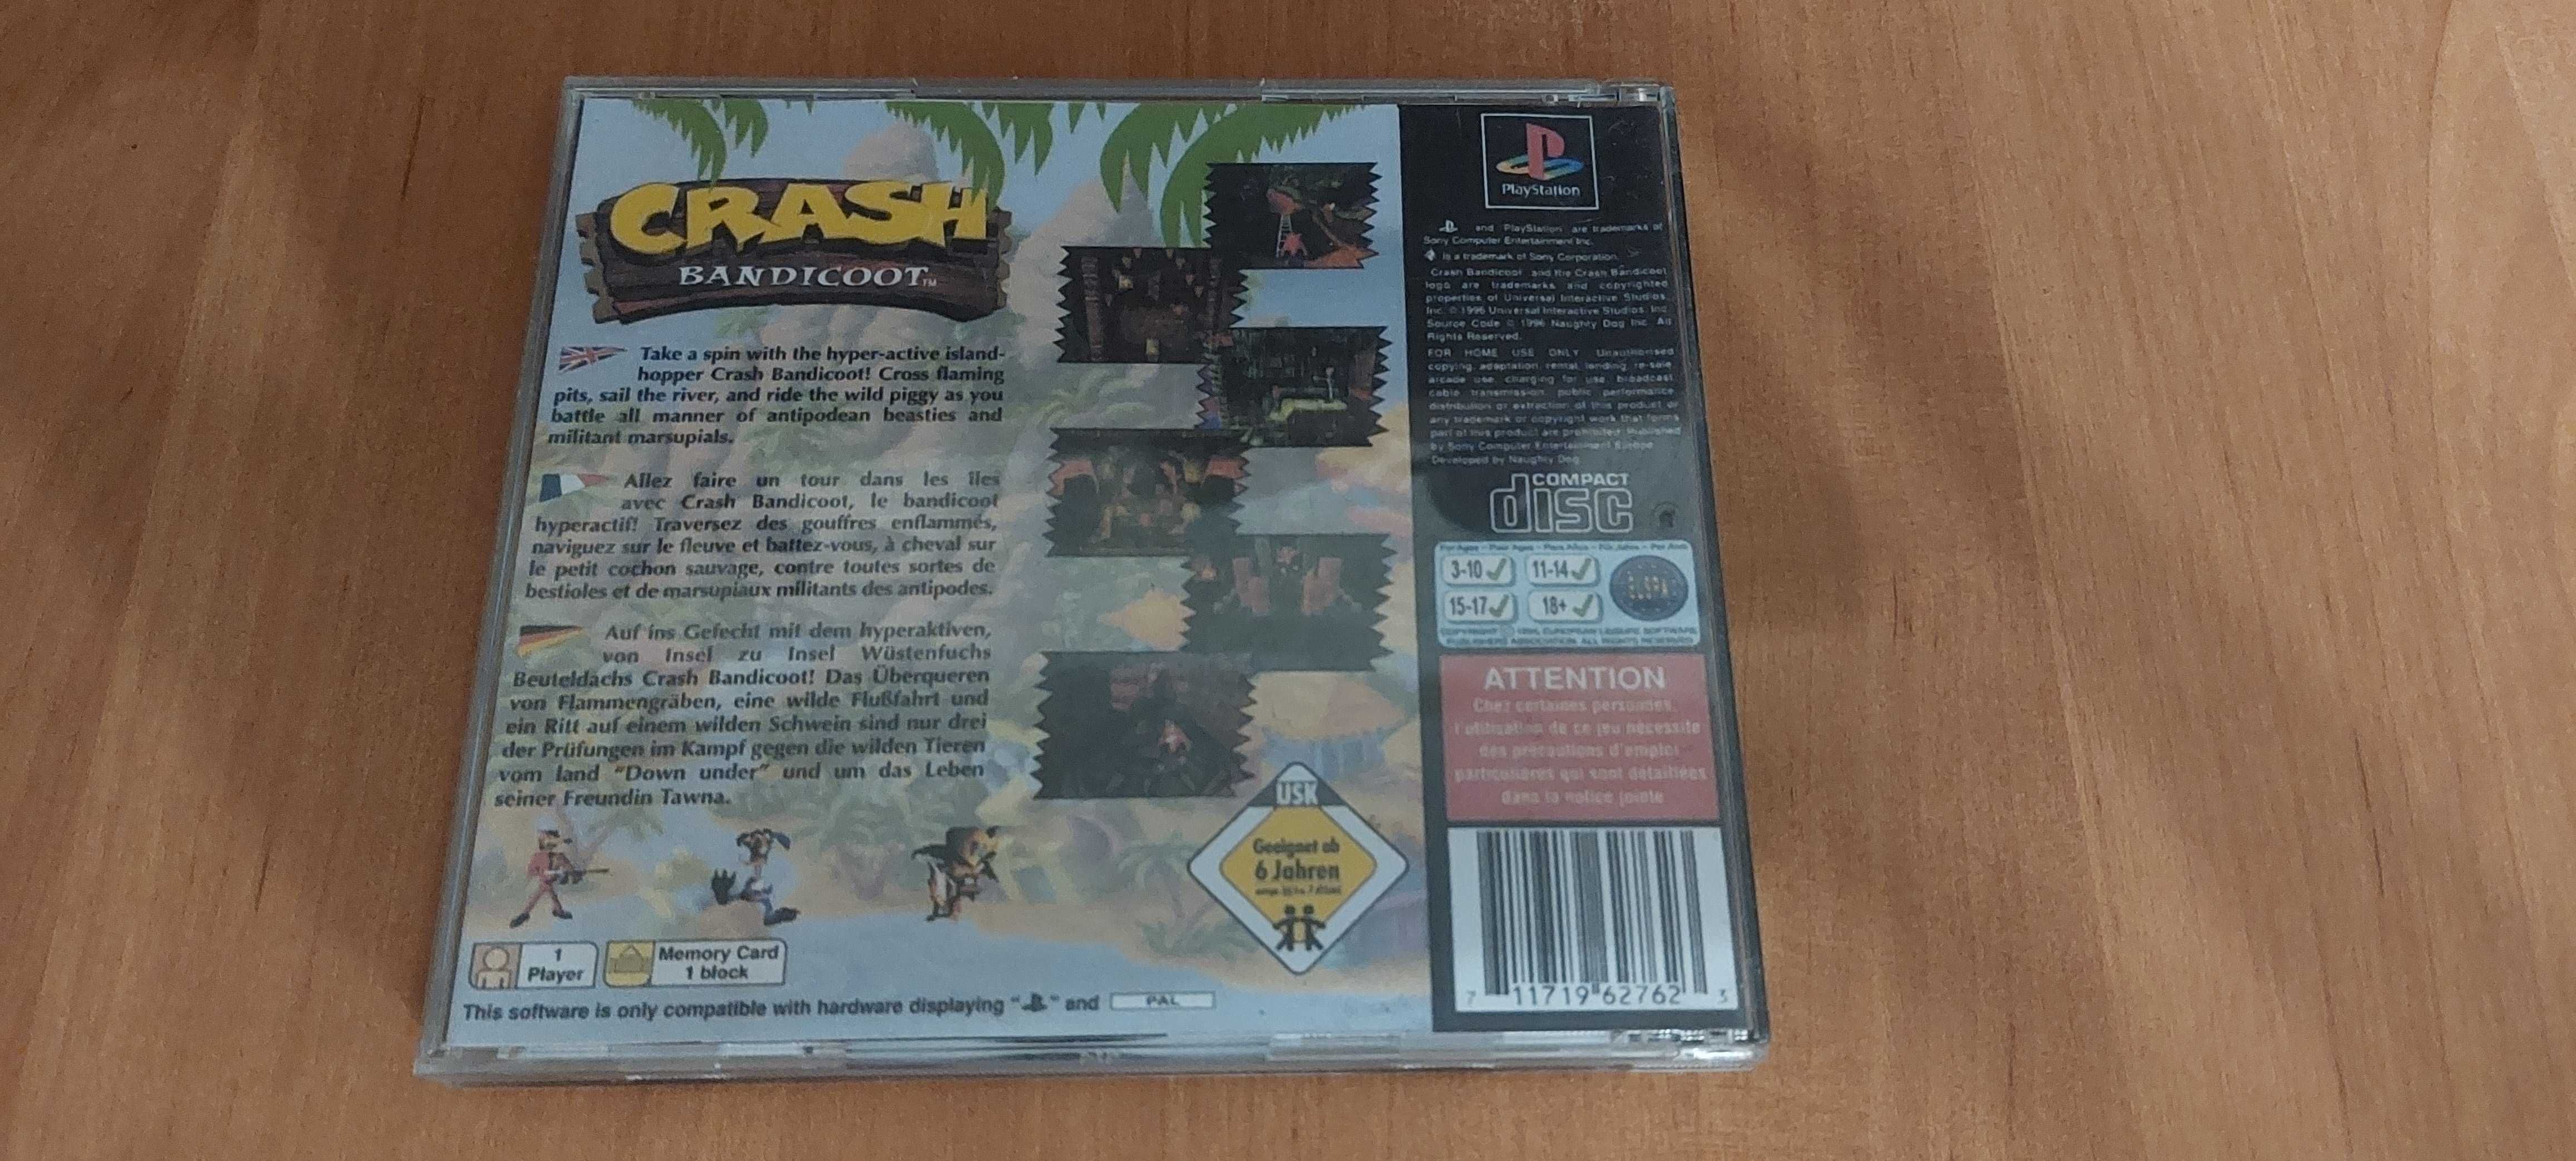 CRASH
BANDICOOT™
Take a spin with the hyper-active island-
hopper Crash Bandicoot! Cross flaming
pits, sail the river, and ride the wild piggy as you
battle all manner of antipodean beasties and
militant marsupials.
Allez faire un tour dans les îles
avec Crash Bandicoot, le bandicoot
hyperactif! Traversez des gouffres enflammés,
naviguez sur le fleuve et battez-vous, à cheval sur
le petit cochon sauvage, contre toutes sortes de
bestioles et de marsupiaux militants des antipodes.
Auf ins Gefecht mit dem hyperaktiven,
von Insel zu Insel Wüstenfuchs
Beuteldachs Crash Bandicoot! Das Überqueren
von Flammengräben, eine wilde Flußfahrt und
ein Ritt auf einem wilden Schwein sind nur drei
der Prüfungen im Kampf gegen die wilden Tieren
vom land "Down under" und um das Leben
seiner Freundin Tawna.
1
Player
Memory Card
1 block
This software is only compatible with hardware displaying " " and PAL
USK
Geeignet ab
6 Jahren
PlayStation
and PlayStation are trademarks of
Sony Computer Entertainment Inc.
is a trademark of Sony Corporation.
Crash Bandicoot and the Crash Bandicoot
logo are trademarks and copyrighted
properties of Universal Interactive Studios,
Inc. © 1996 Universal Interactive Studios, Inc
Source Code © 1996 Naughty Dog Inc. All
Rights Reserved.
FOR HOME USE ONLY Unauthorised
copying, adaptation, rental, lending, re-sale,
arcade use, charging for use, broadcast,
cable transmission, public performance,
distribution or extraction of this product or
any trademark or copyright work that forms
part of this product are prohibited. Published
by Sony Computer Entertainment Europe
Developed by Naughty Dog
COMPACT
disc
3-10 11-14
15-17 18+
COPYRIGHT © EUROPEAN LEISURE SOFTWARE
PUBLISHERS ASSOCIATION. ALL RIGHTS RESERVED
ATTENTION
Chez certaines personnes,
l'utilisation de ce jeu nécessite
des précautions d'emploi
particulières qui sont détaillées
dans la notice jointe
7 11719 62762 3